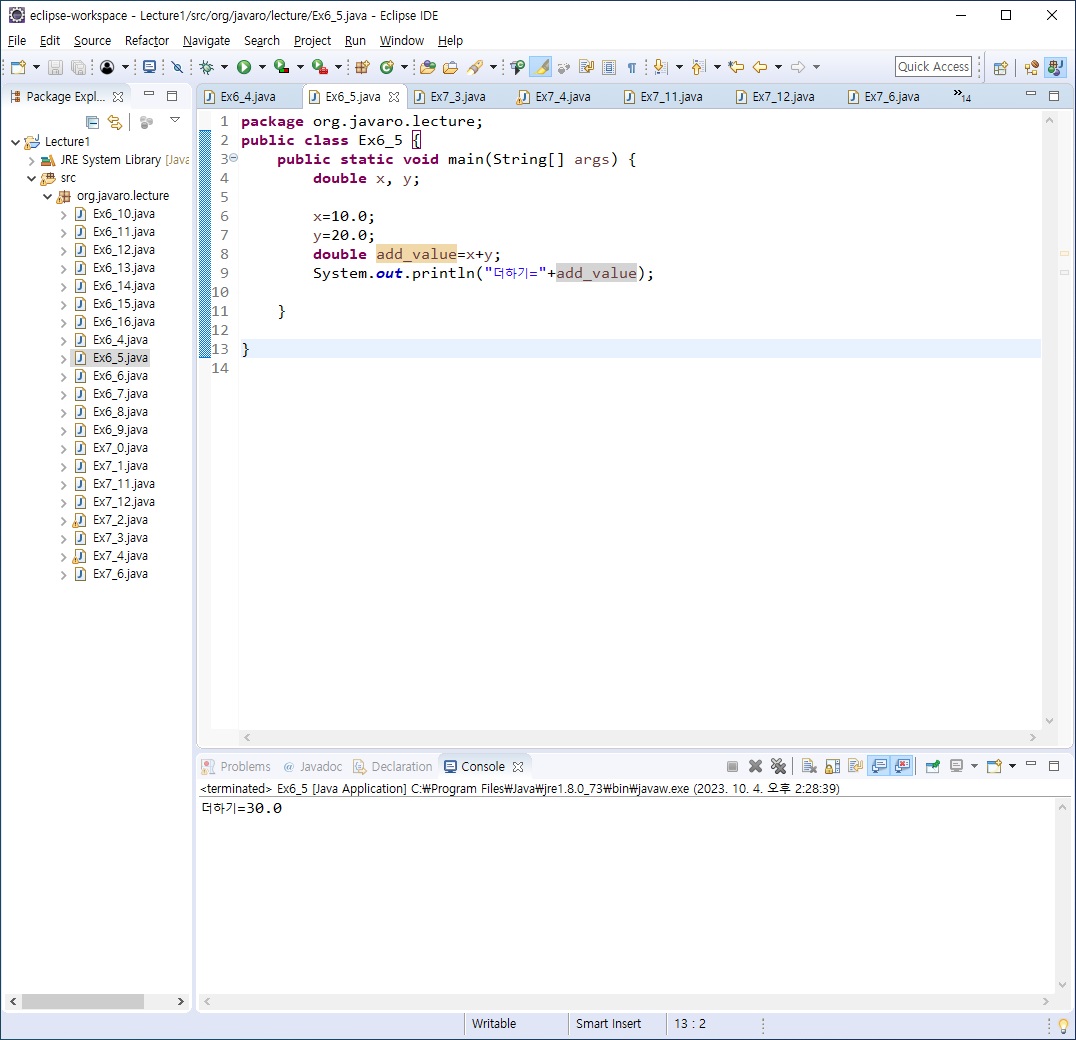 eclipse-workspace - Lecture1/src/org/javaro/lecture/Ex6_5.java - Eclipse IDE
File Edit Source Refactor Navigate Search Project Run Window Help
Quick Access
Package Expl...
Ex6_4.java Ex6_5.java Ex7_3.java Ex7_4.java Ex7_11.java Ex7_12.java Ex7_6.java »14
Lecture1
JRE System Library [Java
src
org.javaro.lecture
Ex6_10.java
Ex6_11.java
Ex6_12.java
Ex6_13.java
Ex6_14.java
Ex6_15.java
Ex6_16.java
Ex6_4.java
Ex6_5.java
Ex6_6.java
Ex6_7.java
Ex6_8.java
Ex6_9.java
Ex7_0.java
Ex7_1.java
Ex7_11.java
Ex7_12.java
Ex7_2.java
Ex7_3.java
Ex7_4.java
Ex7_6.java
1 package org.javaro.lecture;
2 public class Ex6_5 {
3 public static void main(String[] args) {
4 double x, y;
5
6 x=10.0;
7 y=20.0;
8 double add_value=x+y;
9 System.out.println("더하기="+add_value);
10
11 }
12
13 }
14
Problems @ Javadoc Declaration Console
<terminated> Ex6_5 [Java Application] C:₩Program Files₩Java₩jre1.8.0_73₩bin₩javaw.exe (2023. 10. 4. 오후 2:28:39)
더하기=30.0
Writable Smart Insert 13 : 2